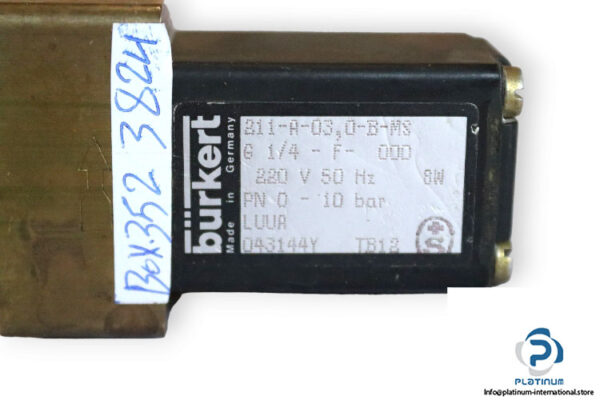 BOX.352 3824
bürkert
Made in Germany
211-A-03,0-B-MS
G 1/4 - F- 000
220 V 50 Hz 8W
PN 0 - 10 bar
LUUA
043144Y TB12
PLATINUM
Info@platinum-international.store